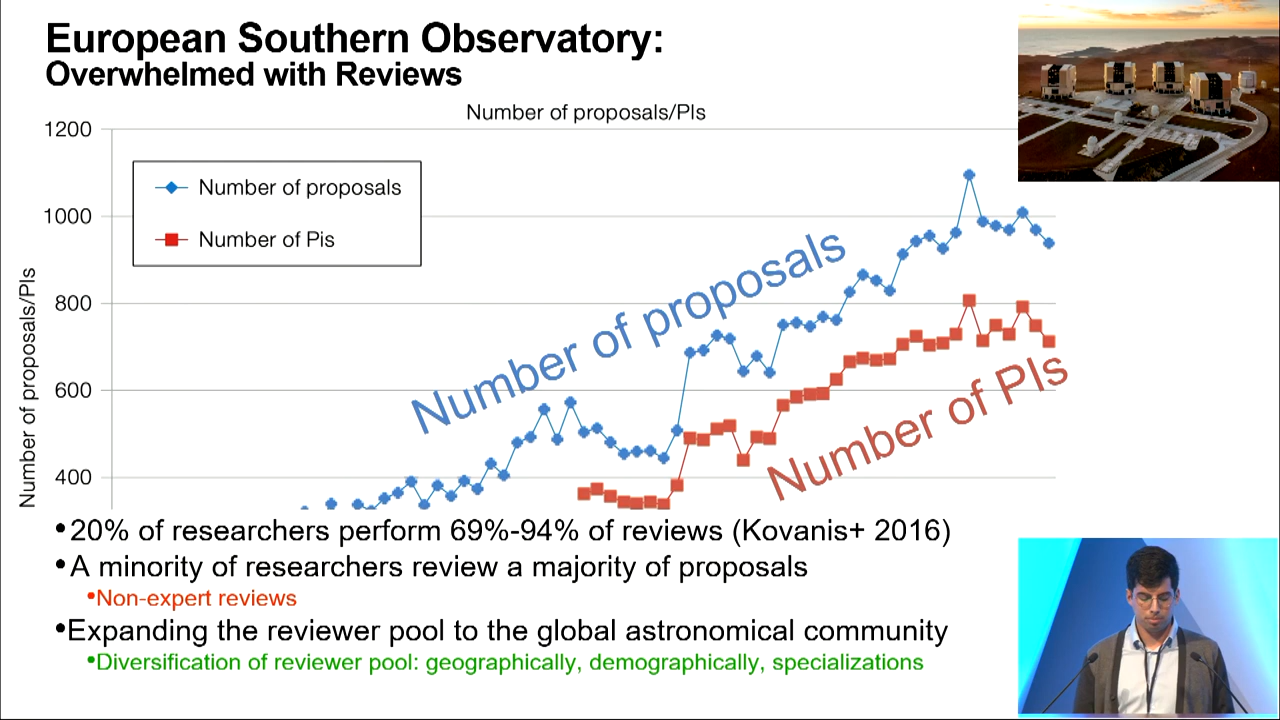 European Southern Observatory:
Overwhelmed with Reviews
Number of proposals/PIs
1200
1000
800
600
400
Number of proposals/PIs
Number of proposals
Number of Pis
Number of proposals
Number of PIs
•20% of researchers perform 69%-94% of reviews (Kovanis+ 2016)
•A minority of researchers review a majority of proposals
•Non-expert reviews
•Expanding the reviewer pool to the global astronomical community
•Diversification of reviewer pool: geographically, demographically, specializations